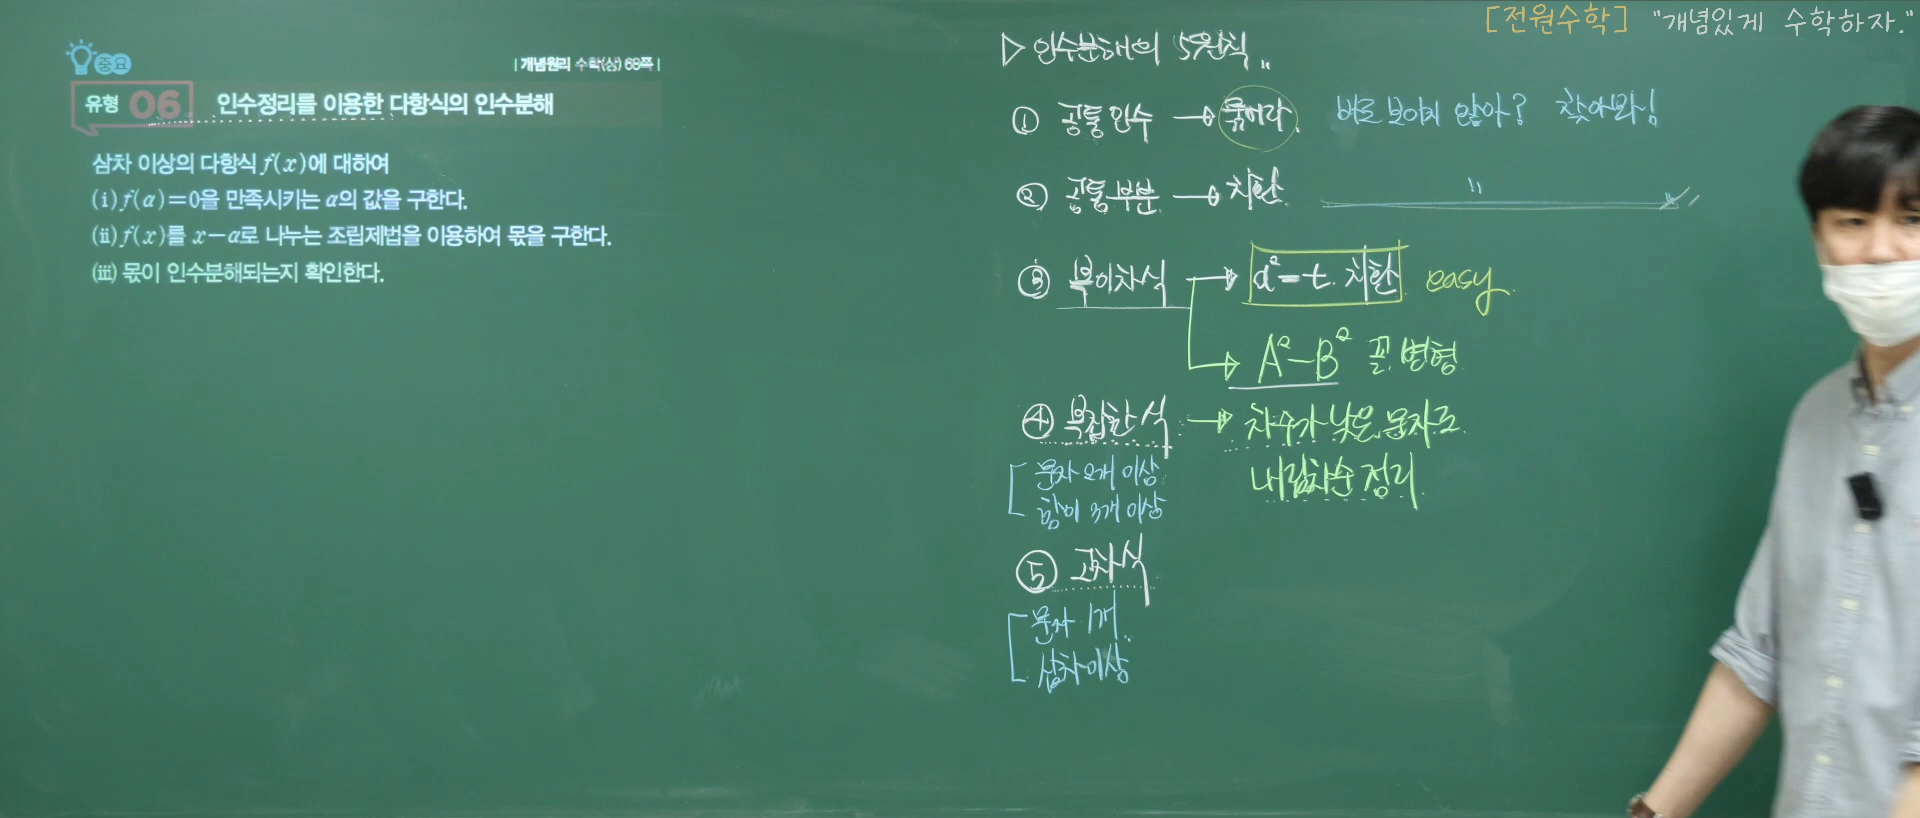 [전원수학] "개념있게 수학하자."
중요
| 개념원리 수학(상) 68쪽 |
유형 06 인수정리를 이용한 다항식의 인수분해
삼차 이상의 다항식 f(x)에 대하여
(i) f(α)=0을 만족시키는 α의 값을 구한다.
(ii) f(x)를 x-α로 나누는 조립제법을 이용하여 몫을 구한다.
(iii) 몫이 인수분해되는지 확인한다.
▷ 인수분해의 5원칙
① 공통인수 → 묶어라. 바로 보이지 않아? 찾아봐!
② 공통부분 → 치환 〃
③ 복이차식 → x²=t. 치환 easy.
→ A²-B² 꼴. 변형
④ 복잡한 식 → 차수가 낮은 문자로
내림차순 정리
문자 2개 이상
항이 3개 이상
⑤ 고차식
문자 1개.
삼차이상